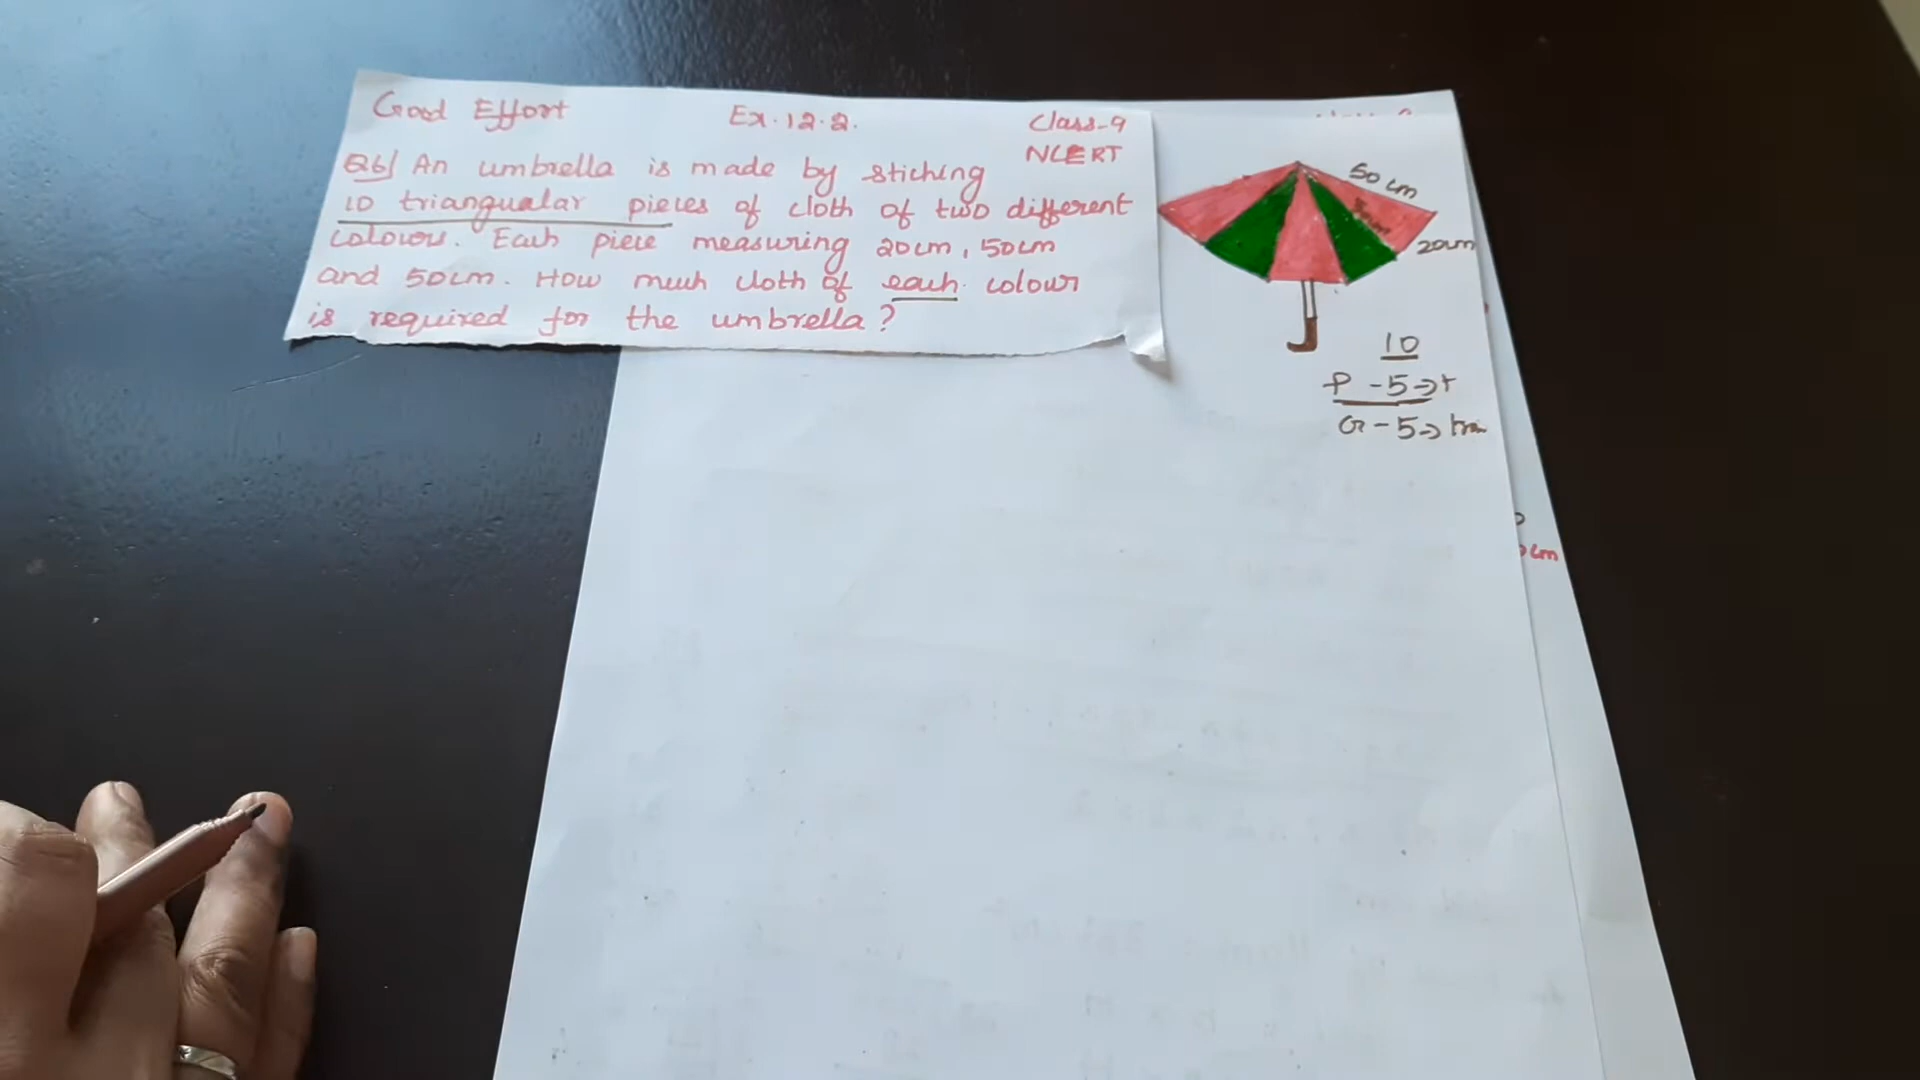 Good Effort Ex. 12.2. Class-9
NCERT
Q6/ An umbrella is made by stiching
10 triangualar pieces of cloth of two different
colours. Each piece measuring 20cm, 50cm
and 50cm. How much cloth of each colour
is required for the umbrella?
50 cm
20cm
10
P - 5 → t
G - 5 →
cm